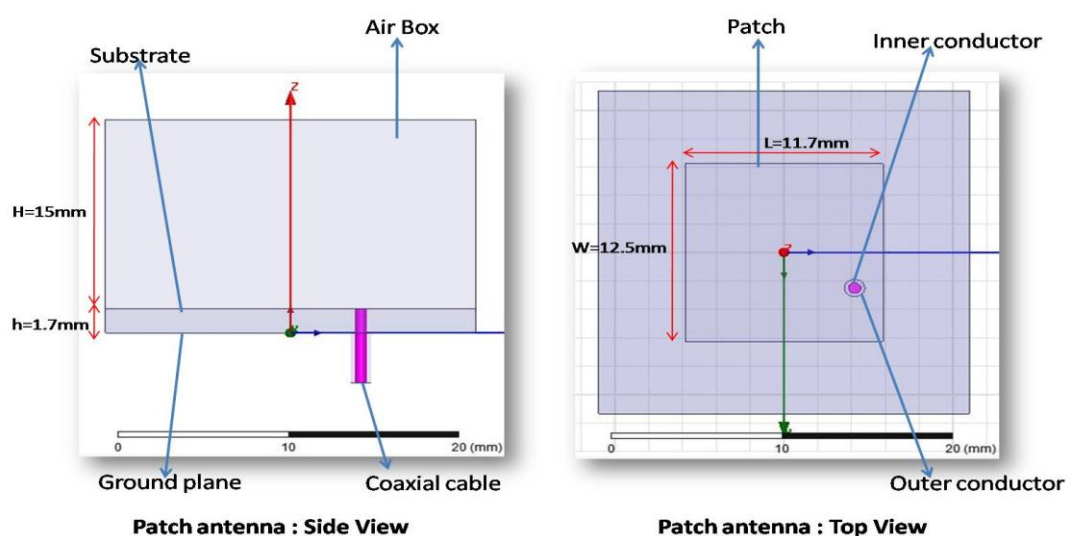 Air Box
Substrate
Z
H=15mm
h=1.7mm
0 10 20 (mm)
Ground plane
Coaxial cable
Patch antenna : Side View
Patch
Inner conductor
L=11.7mm
W=12.5mm
Z
0 10 20 (mm)
Outer conductor
Patch antenna : Top View